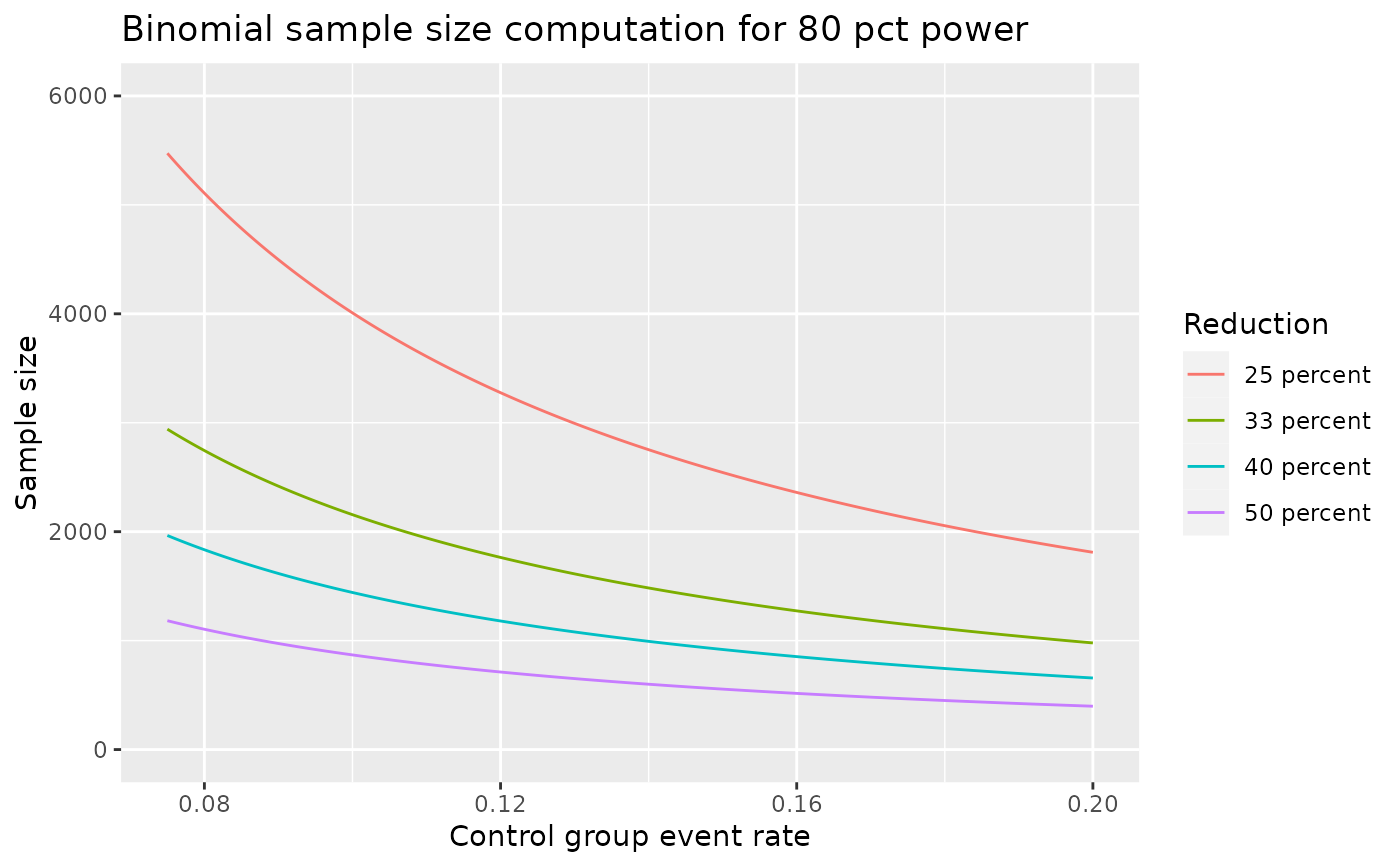 Binomial sample size computation for 80 pct power
Sample size
6000
4000
2000
0
0.08
0.12
0.16
0.20
Control group event rate
Reduction
25 percent
33 percent
40 percent
50 percent